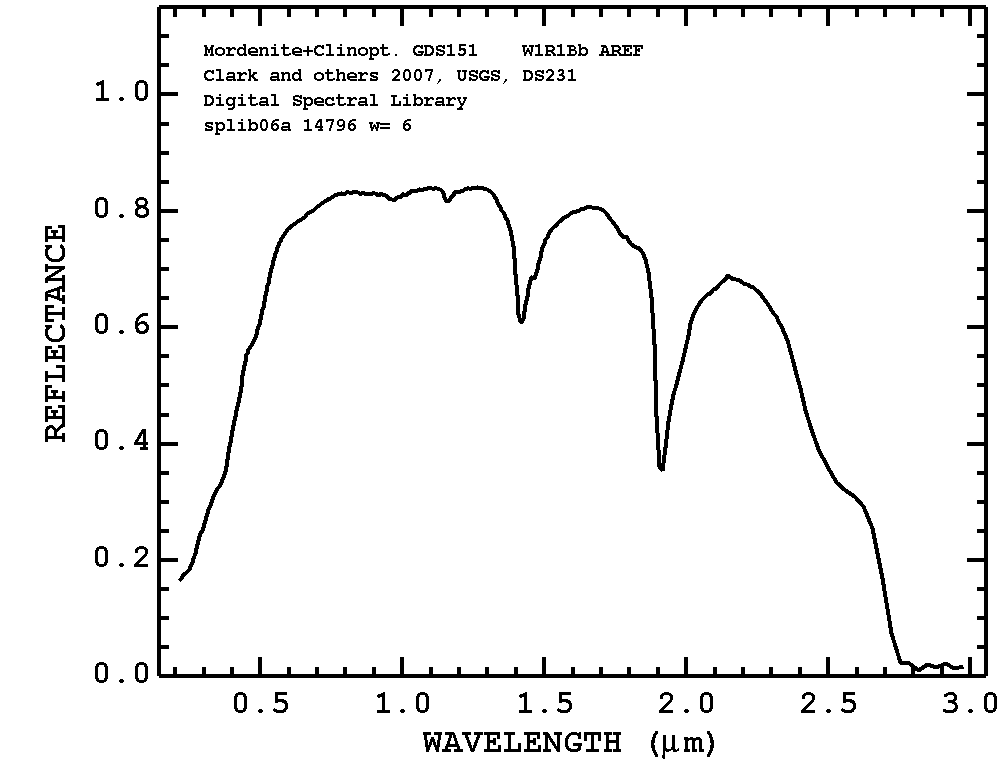 Mordenite+Clinopt. GDS151 W1R1Bb AREF
Clark and others 2007, USGS, DS231
Digital Spectral Library
splib06a 14796 w= 6
1.0
0.8
0.6
0.4
0.2
0.0
REFLECTANCE
0.5 1.0 1.5 2.0 2.5 3.0
WAVELENGTH (μm)